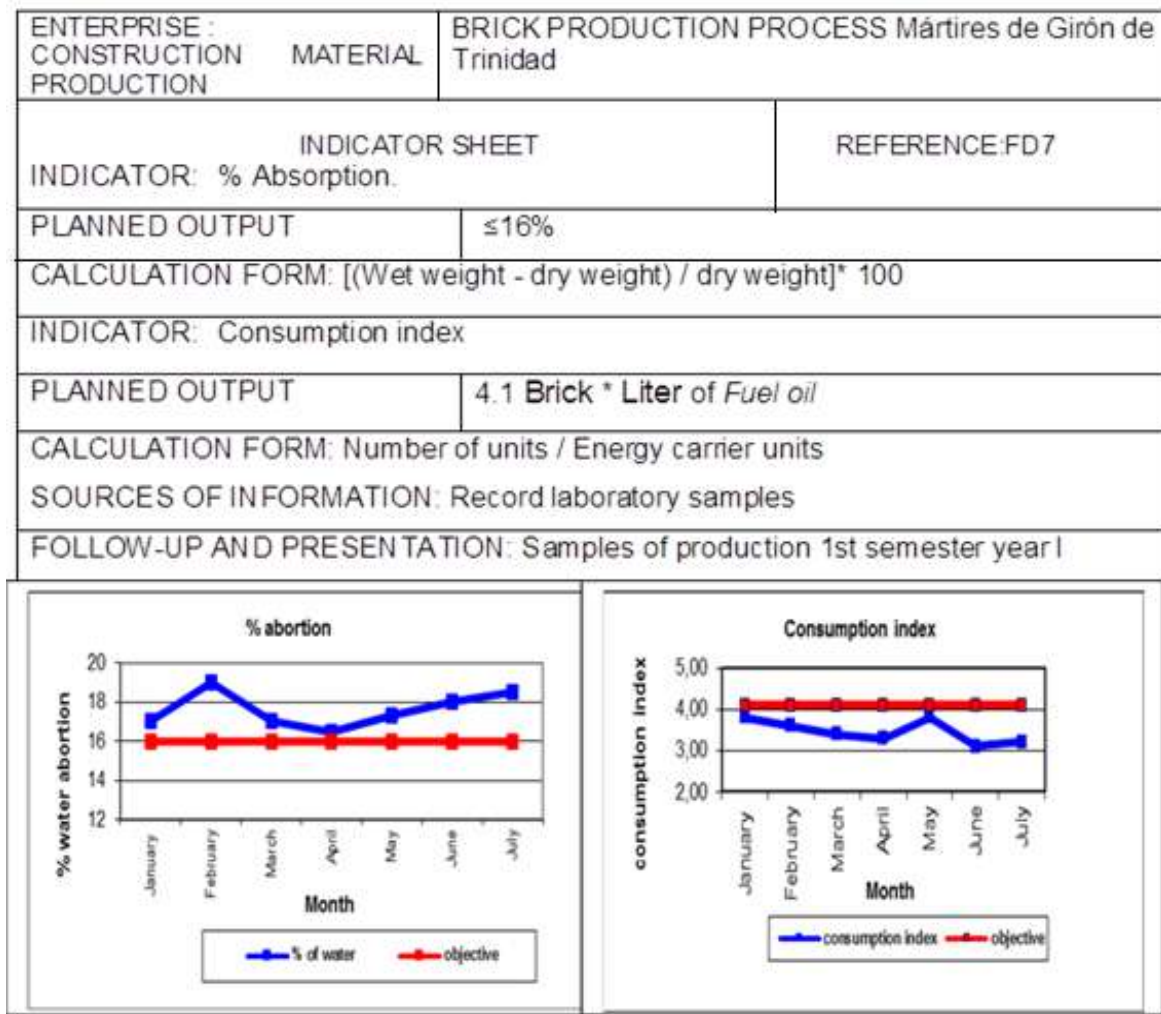 ENTERPRISE :
CONSTRUCTION MATERIAL
PRODUCTION
BRICK PRODUCTION PROCESS Mártires de Girón de
Trinidad
INDICATOR SHEET
INDICATOR: % Absorption.
REFERENCE:FD7
PLANNED OUTPUT
≤16%
CALCULATION FORM: [(Wet weight - dry weight) / dry weight]* 100
INDICATOR: Consumption index
PLANNED OUTPUT
4.1 Brick * Liter of Fuel oil
CALCULATION FORM: Number of units / Energy carrier units
SOURCES OF INFORMATION: Record laboratory samples
FOLLOW-UP AND PRESENTATION: Samples of production 1st semester year I
% abortion
% water abortion
20
18
16
14
12
January
February
March
April
May
June
July
Month
% of water
objective
Consumption index
consumption index
5,00
4,00
3,00
2,00
January
February
March
April
May
June
July
Month
consumption index
objective